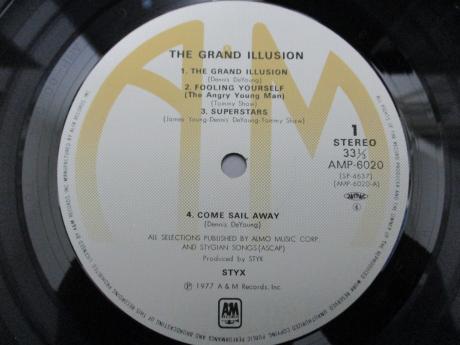 THE GRAND ILLUSION
1. THE GRAND ILLUSION
(Dennis DeYoung)
2. FOOLING YOURSELF
(The Angry Young Man)
(Tommy Shaw)
3. SUPERSTARS
(James Young-Dennis DeYoung-Tommy Shaw)
1
STEREO
33⅓
AMP-6020
[SP-4637]
[AMP-6020-A]
4. COME SAIL AWAY
(Dennis DeYoung)
ALL SELECTIONS PUBLISHED BY ALMO MUSIC CORP.
AND STYGIAN SONGS (ASCAP)
Produced by STYX
STYX
℗ 1977 A & M Records, Inc.
A&M
RECORDS